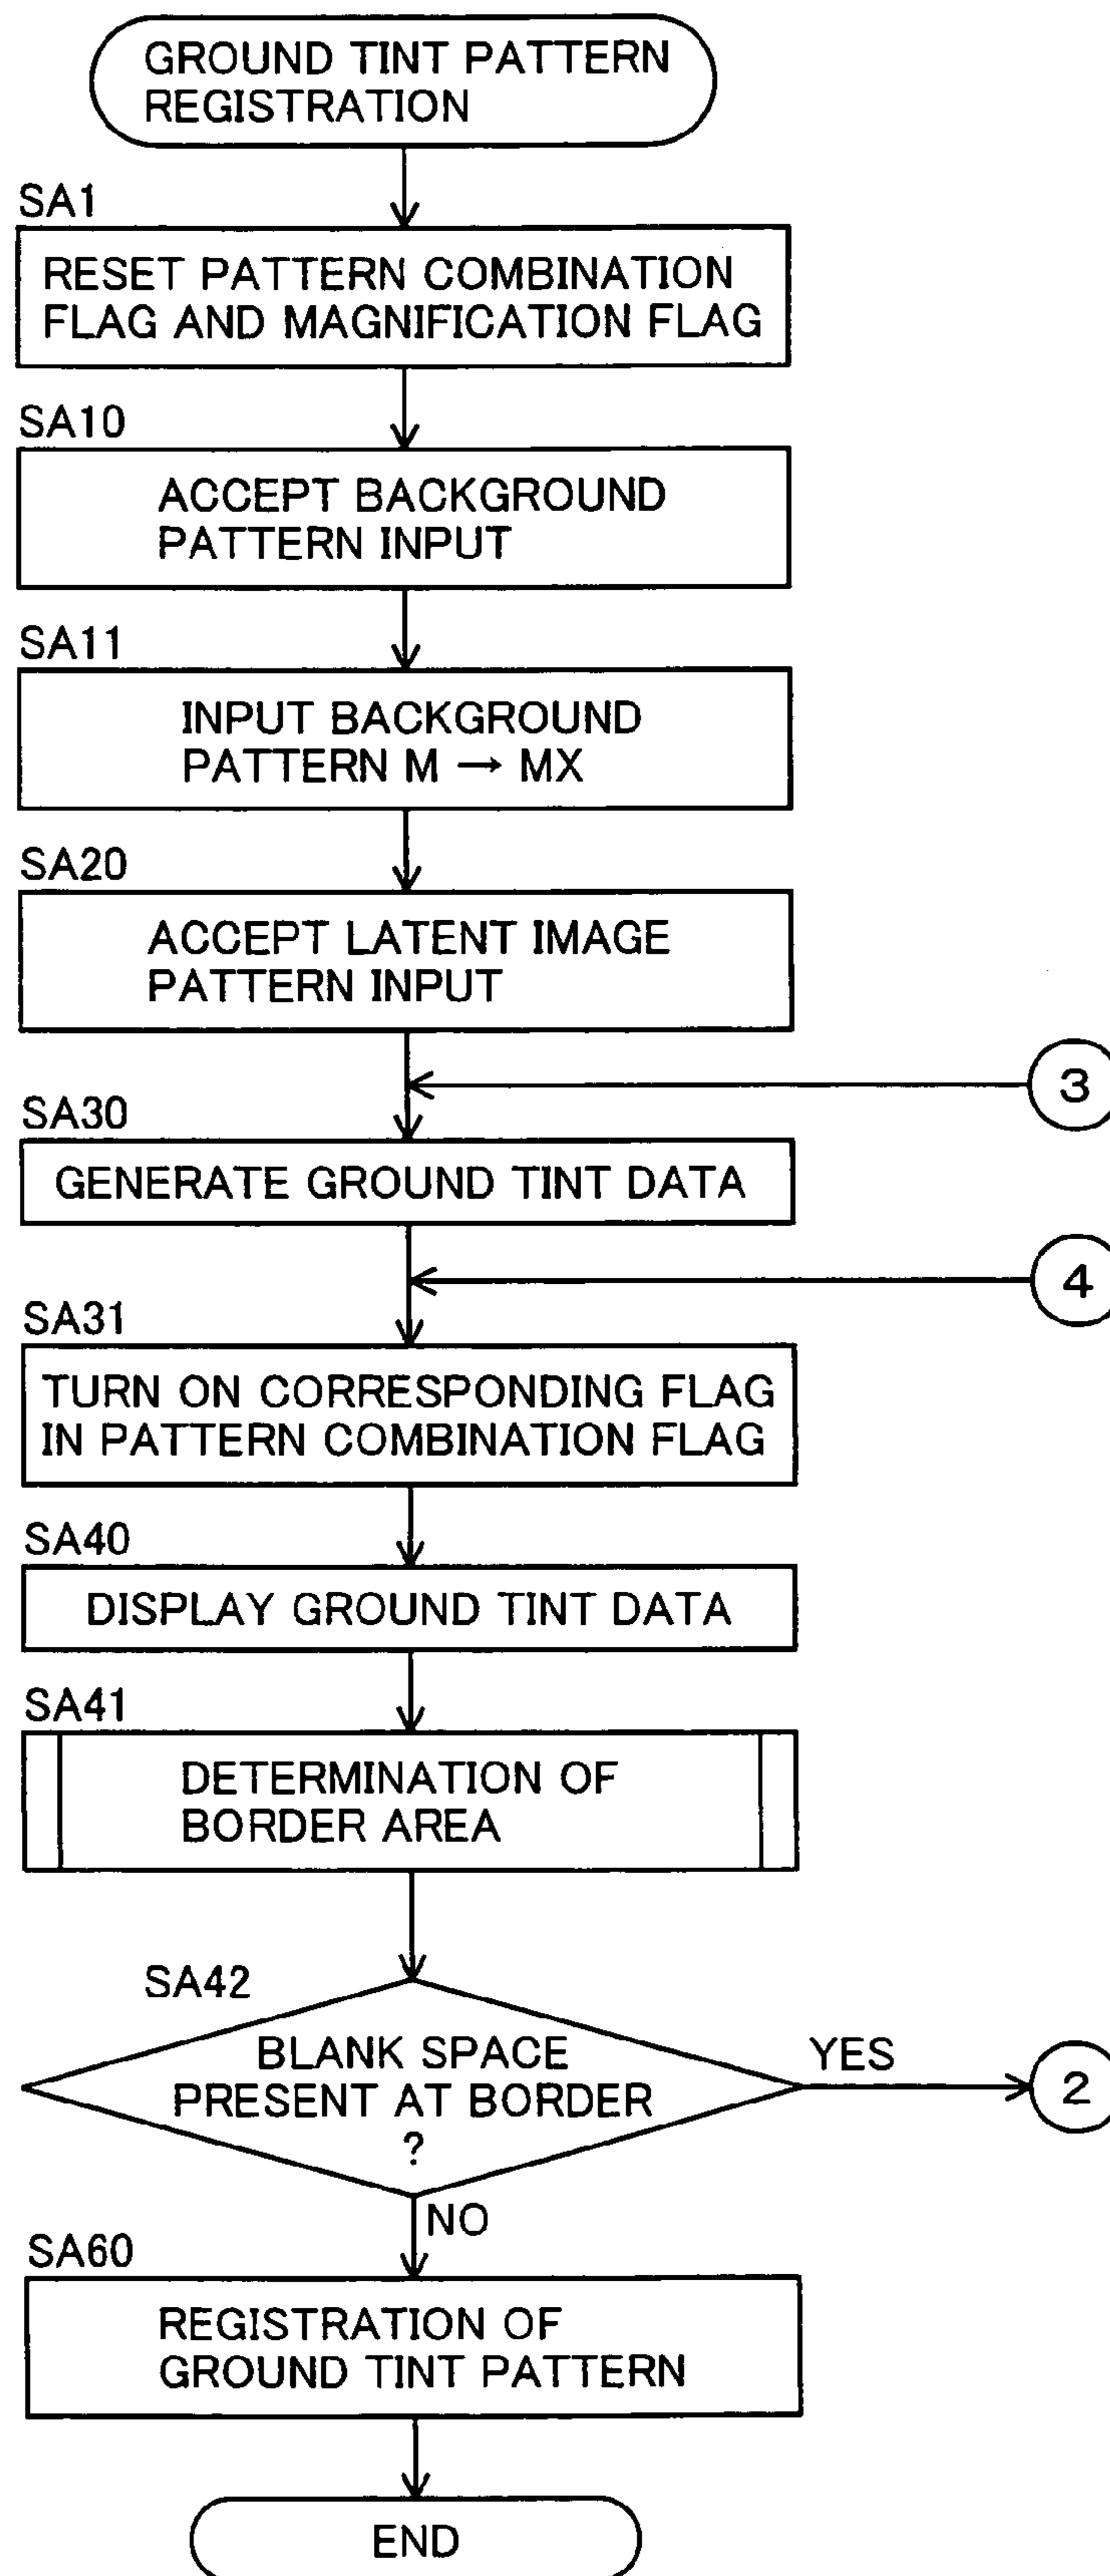 GROUND TINT PATTERN
REGISTRATION
SA1
RESET PATTERN COMBINATION
FLAG AND MAGNIFICATION FLAG
SA10
ACCEPT BACKGROUND
PATTERN INPUT
SA11
INPUT BACKGROUND
PATTERN M → MX
SA20
ACCEPT LATENT IMAGE
PATTERN INPUT
3
SA30
GENERATE GROUND TINT DATA
4
SA31
TURN ON CORRESPONDING FLAG
IN PATTERN COMBINATION FLAG
SA40
DISPLAY GROUND TINT DATA
SA41
DETERMINATION OF
BORDER AREA
SA42
BLANK SPACE
PRESENT AT BORDER
?
YES
2
NO
SA60
REGISTRATION OF
GROUND TINT PATTERN
END